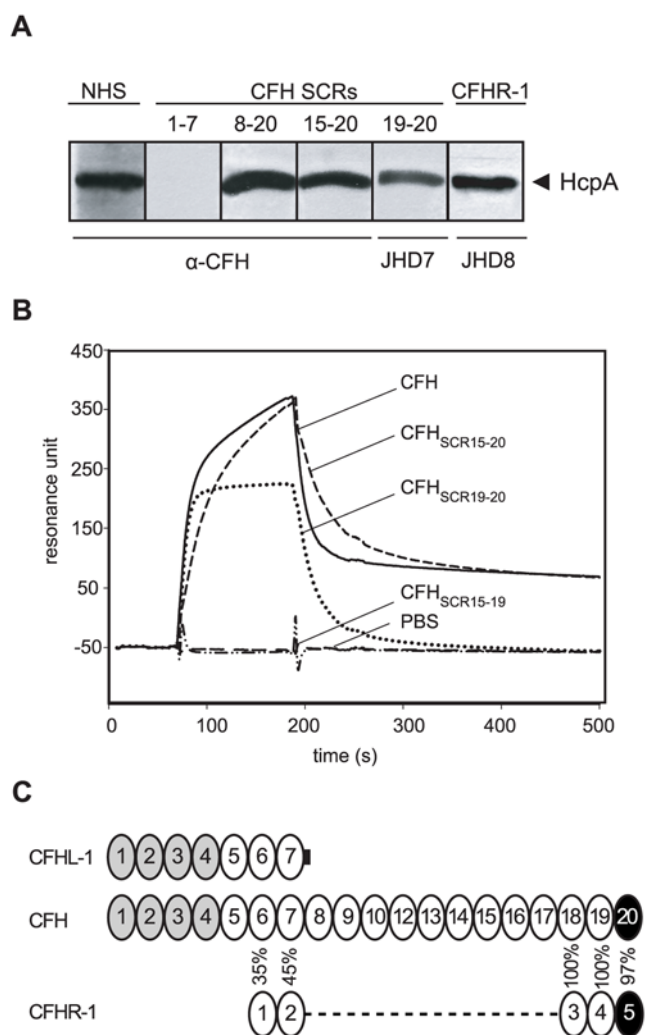 A
NHS CFH SCRs CFHR-1
1-7 8-20 15-20 19-20
HcpA
α-CFH JHD7 JHD8
B
450
350
250
150
50
-50
resonance unit
CFH
CFHSCR15-20
CFHSCR19-20
CFHSCR15-19
PBS
0 100 200 300 400 500
time (s)
C
CFHL-1 1 2 3 4 5 6 7
CFH 1 2 3 4 5 6 7 8 9 10 12 13 14 15 16 17 18 19 20
35% 45% 100% 100% 97%
CFHR-1 1 2 3 4 5